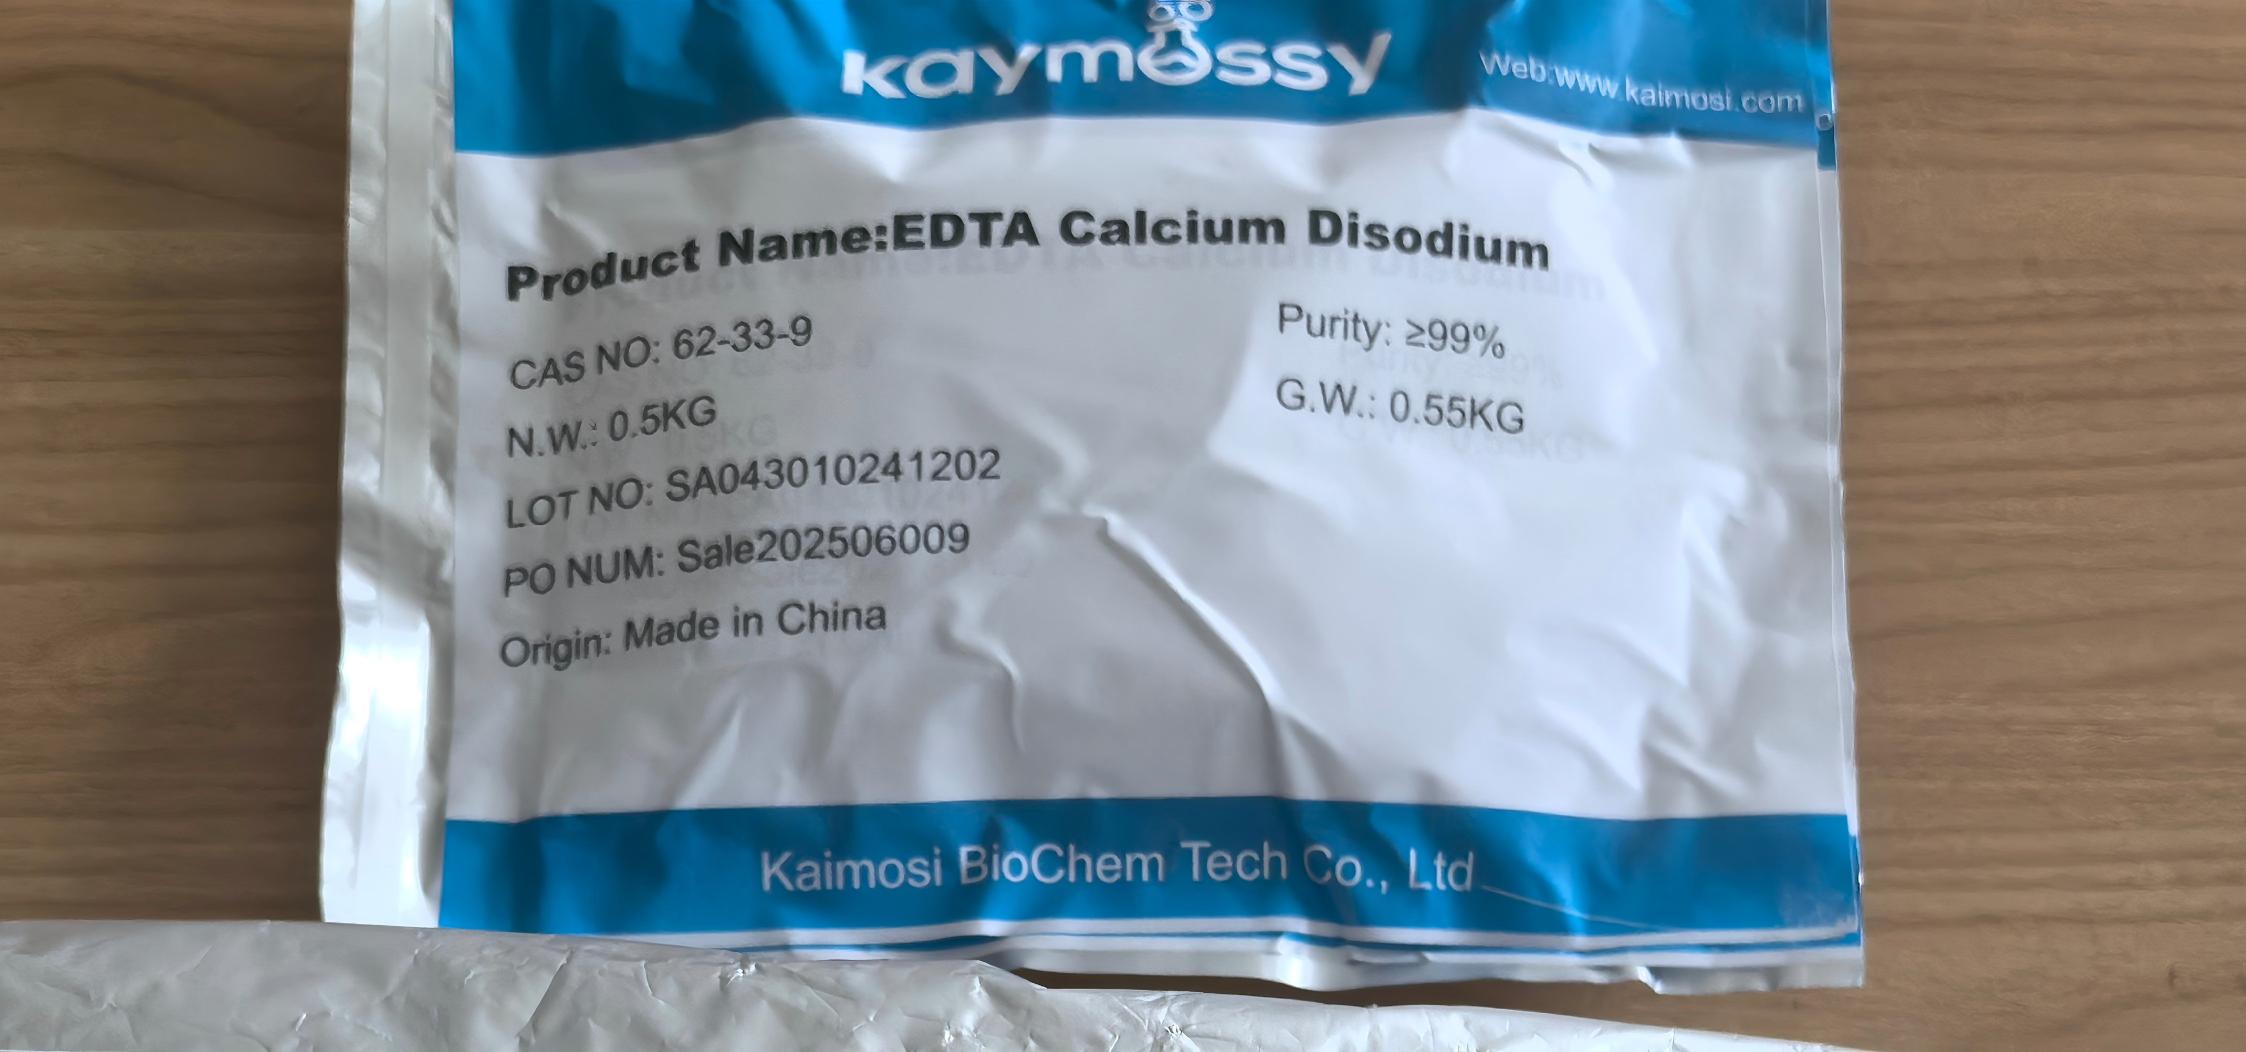 kaymossy
Web:www.kaimosi.com
Product Name:EDTA Calcium Disodium
CAS NO: 62-33-9
Purity: ≥99%
N.W.: 0.5KG
G.W.: 0.55KG
LOT NO: SA043010241202
PO NUM: Sale202506009
Origin: Made in China
Kaimosi BioChem Tech Co., Ltd